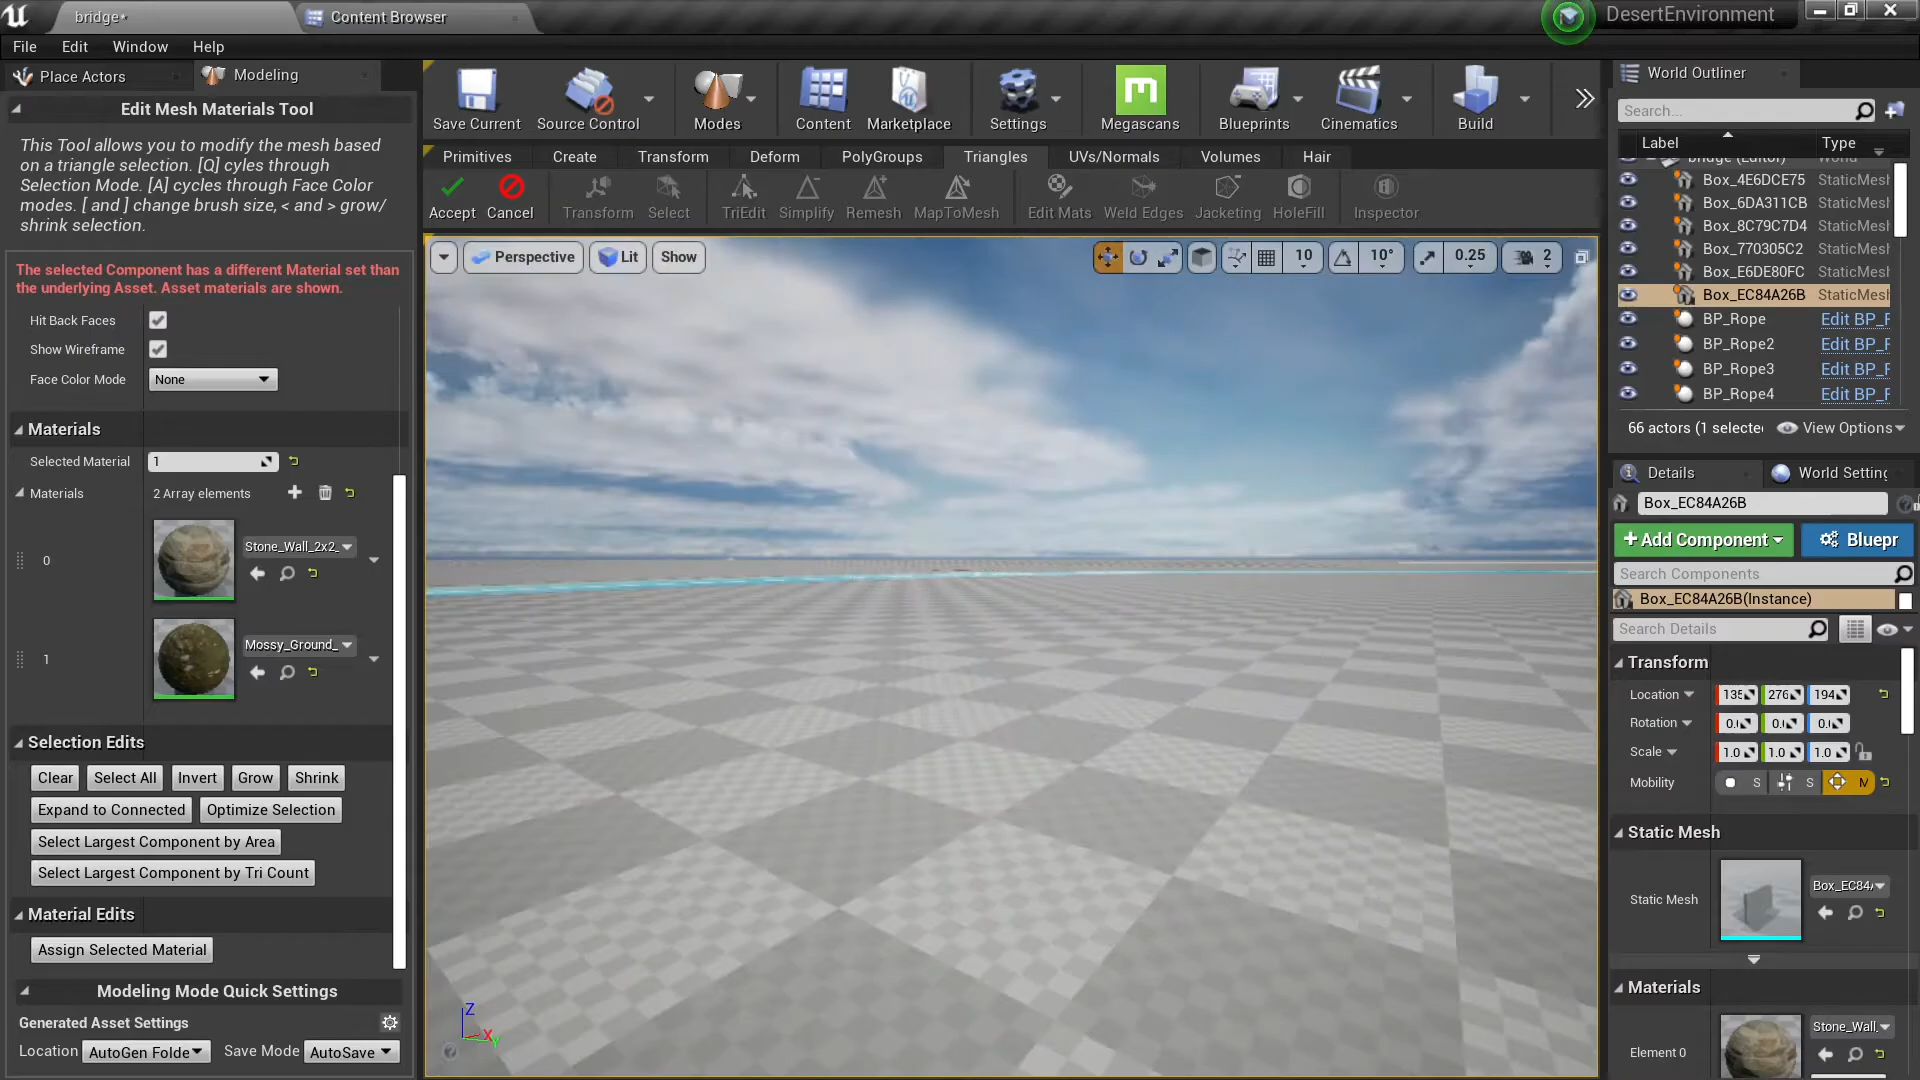 bridge*
Content Browser
DesertEnvironment
File Edit Window Help
Place Actors
Modeling
Edit Mesh Materials Tool
This Tool allows you to modify the mesh based
on a triangle selection. [Q] cyles through
Selection Mode. [A] cycles through Face Color
modes. [ and ] change brush size, < and > grow/
shrink selection.
The selected Component has a different Material set than
the underlying Asset. Asset materials are shown.
Hit Back Faces
Show Wireframe
Face Color Mode None
Materials
Selected Material 1
Materials 2 Array elements
0 Stone_Wall_2x2_
1 Mossy_Ground_
Selection Edits
Clear Select All Invert Grow Shrink
Expand to Connected Optimize Selection
Select Largest Component by Area
Select Largest Component by Tri Count
Material Edits
Assign Selected Material
Modeling Mode Quick Settings
Generated Asset Settings
Location AutoGen Folde Save Mode AutoSave
Save Current Source Control Modes Content Marketplace Settings Megascans Blueprints Cinematics Build
Primitives Create Transform Deform PolyGroups Triangles UVs/Normals Volumes Hair
Accept Cancel Transform Select TriEdit Simplify Remesh MapToMesh Edit Mats Weld Edges Jacketing HoleFill Inspector
Perspective Lit Show 10 10° 0.25 2
Z
X
Y
World Outliner
Search...
Label Type
bridge (Editor) World
Box_4E6DCE75 StaticMesh
Box_6DA311CB StaticMesh
Box_8C79C7D4 StaticMesh
Box_770305C2 StaticMesh
Box_E6DE80FC StaticMesh
Box_EC84A26B StaticMesh
BP_Rope Edit BP_R
BP_Rope2 Edit BP_R
BP_Rope3 Edit BP_R
BP_Rope4 Edit BP_R
66 actors (1 selected
View Options
Details
World Setting
Box_EC84A26B
+ Add Component
Bluepr
Search Components
Box_EC84A26B(Instance)
Search Details
Transform
Location 135 276 194
Rotation 0.0 0.0 0.0
Scale 1.0 1.0 1.0
Mobility S S M
Static Mesh
Static Mesh Box_EC84A
Materials
Element 0 Stone_Wall_